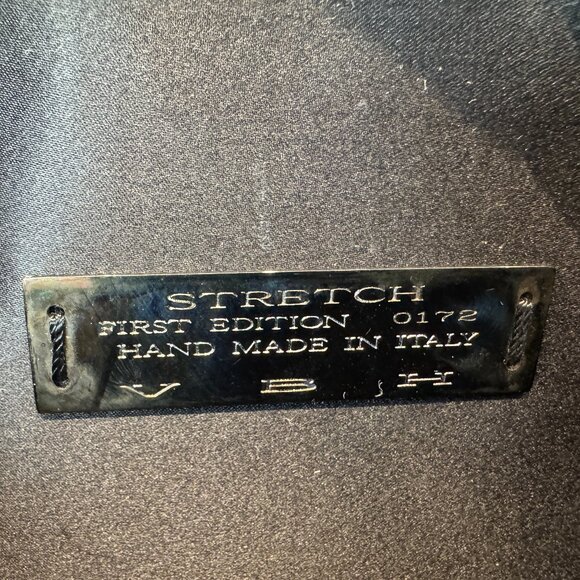 STRETCH
FIRST EDITION 0172
HAND MADE IN ITALY
V B H